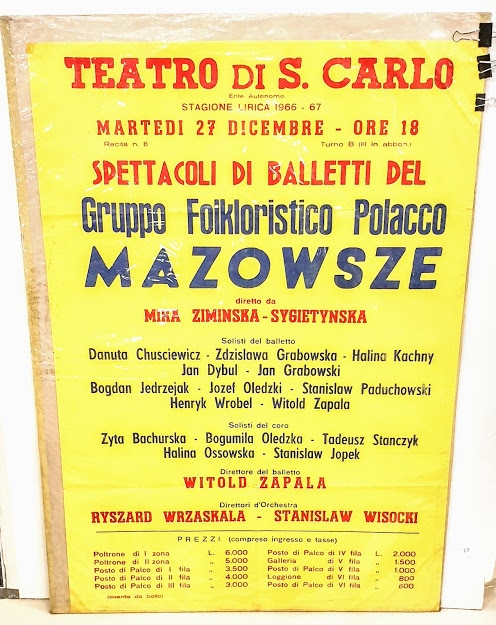 TEATRO DI S. CARLO
Ente Autonomo
STAGIONE LIRICA 1966 - 67
MARTEDI 27 DICEMBRE - ORE 18
Recita n. 8 Turno B (III in abbon.)
SPETTACOLI DI BALLETTI DEL
Gruppo Folkloristico Polacco
MAZOWSZE
diretto da
MIRA ZIMINSKA - SYGIETYNSKA
Solisti del balletto
Danuta Chusciewicz - Zdzislawa Grabowska - Halina Kachny
Jan Dybul - Jan Grabowski
Bogdan Jedrzejak - Jozef Oledzki - Stanislaw Paduchowski
Henryk Wrobel - Witold Zapala
Solisti del coro
Zyta Bachurska - Bogumila Oledzka - Tadeusz Stanczyk
Halina Ossowska - Stanislaw Jopek
Direttore del balletto
WITOLD ZAPALA
Direttori d'Orchestra
RYSZARD WRZASKALA - STANISLAW WISOCKI
PREZZI (compreso ingresso e tasse)
Poltrone di I zona L. 6.000 Posto di Palco di IV fila L. 2.000
Poltrone di II zona " 5.000 Galleria di V fila " 1.500
Posto di Palco di I fila " 3.500 Posto di Palco di V fila " 1.000
Posto di Palco di II fila " 4.000 Loggione di VI fila " 800
Posto di Palco di III fila " 3.000 Posto di Palco di VI fila " 600
(esente da bollo)